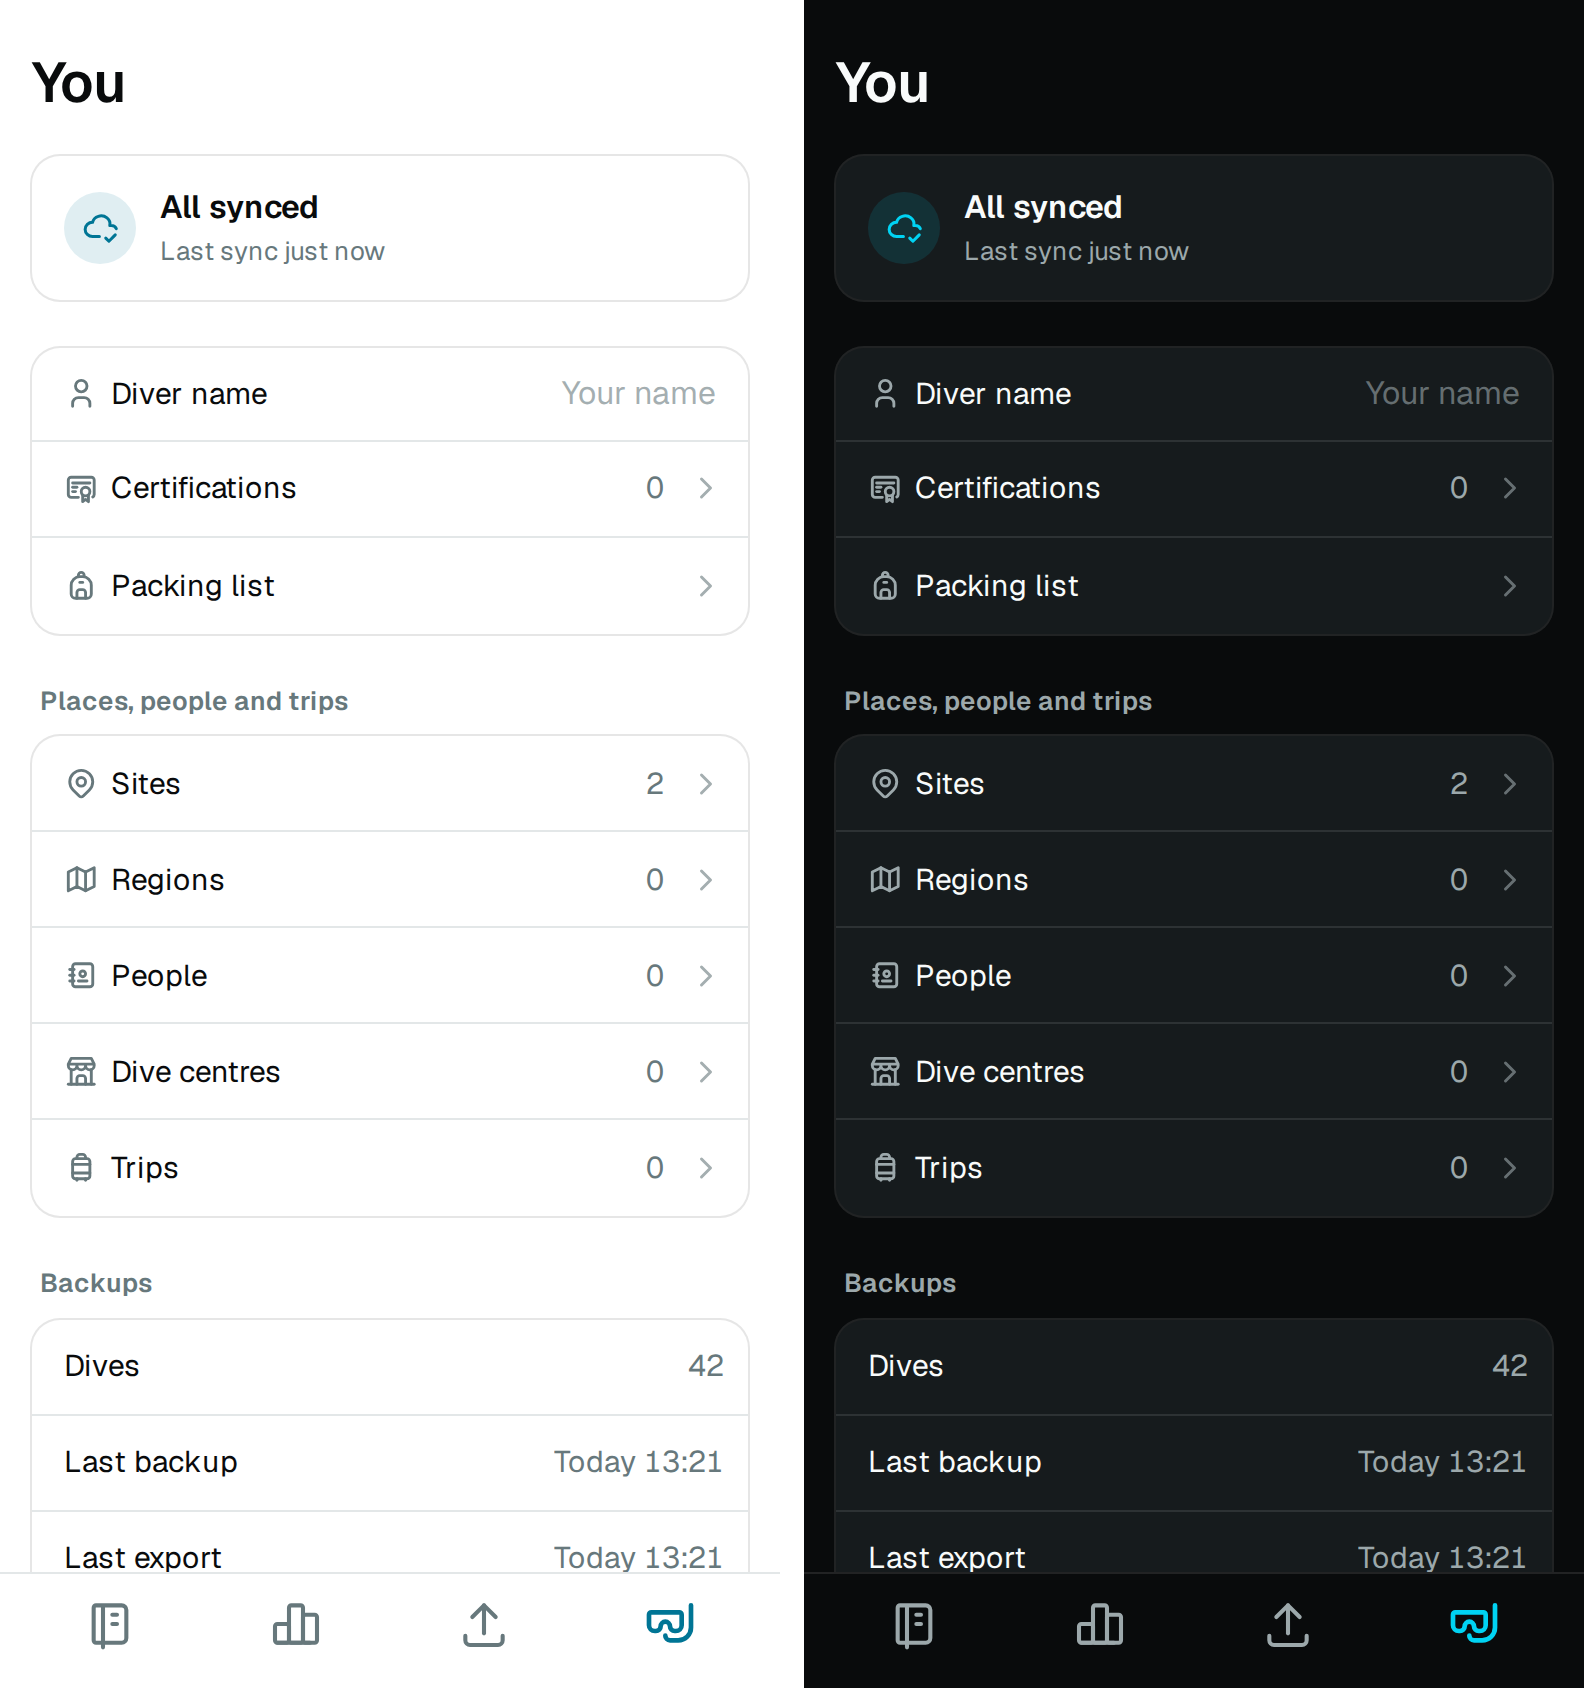 You
All synced
Last sync just now
Diver name
Your name
Certifications
0
Packing list
Places, people and trips
Sites
2
Regions
0
People
0
Dive centres
0
Trips
0
Backups
Dives
42
Last backup
Today 13:21
Last export
Today 13:21
You
All synced
Last sync just now
Diver name
Your name
Certifications
0
Packing list
Places, people and trips
Sites
2
Regions
0
People
0
Dive centres
0
Trips
0
Backups
Dives
42
Last backup
Today 13:21
Last export
Today 13:21